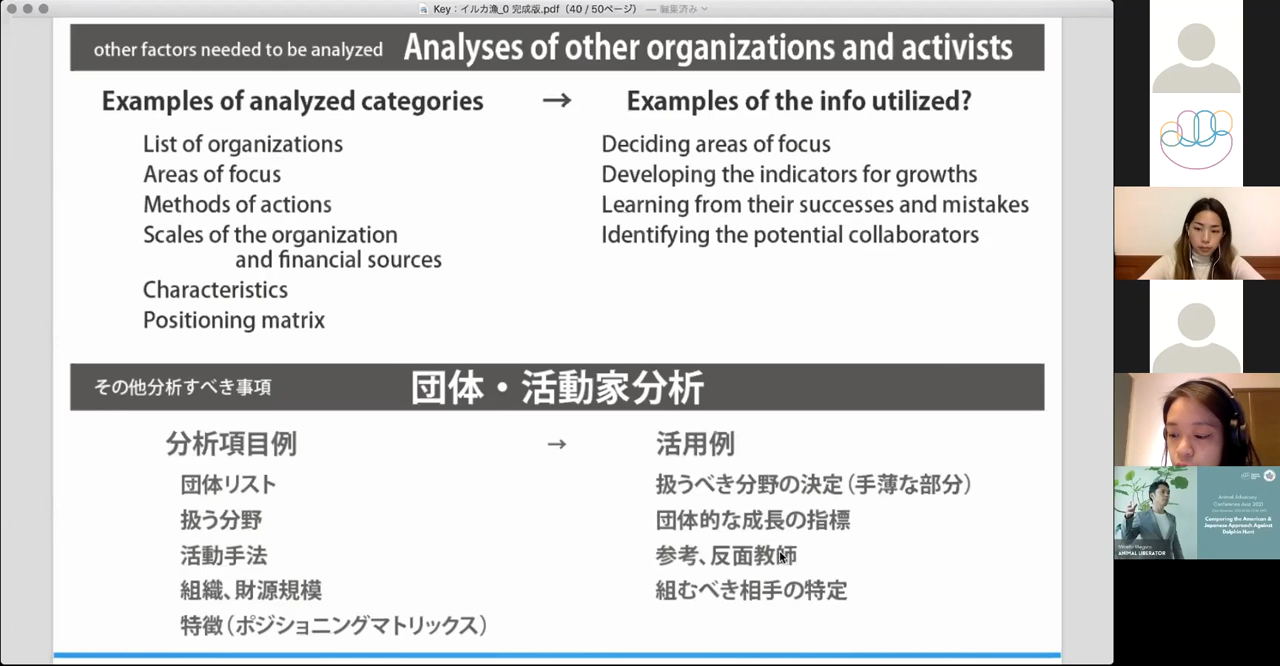 Key：イルカ漁_0 完成版.pdf（40 / 50ページ） — 編集済み
other factors needed to be analyzed Analyses of other organizations and activists
Examples of analyzed categories → Examples of the info utilized?
List of organizations
Areas of focus
Methods of actions
Scales of the organization
and financial sources
Characteristics
Positioning matrix
Deciding areas of focus
Developing the indicators for growths
Learning from their successes and mistakes
Identifying the potential collaborators
その他分析すべき事項 団体・活動家分析
分析項目例 → 活用例
団体リスト
扱う分野
活動手法
組織、財源規模
特徴（ポジショニングマトリックス）
扱うべき分野の決定（手薄な部分）
団体的な成長の指標
参考、反面教師
組むべき相手の特定
Animal Advocacy
Conference Asia 2021
Comparing the American &
Japanese Approach Against
Dolphin Hunt
ANIMAL LIBERATOR